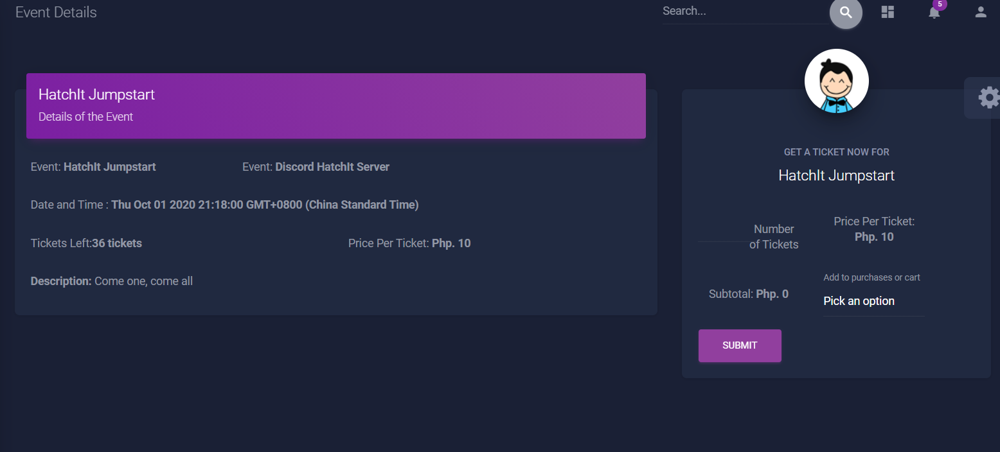 Event Details
Search...
5
HatchIt Jumpstart
Details of the Event
Event: HatchIt Jumpstart
Event: Discord HatchIt Server
Date and Time : Thu Oct 01 2020 21:18:00 GMT+0800 (China Standard Time)
Tickets Left:36 tickets
Price Per Ticket: Php. 10
Description: Come one, come all
GET A TICKET NOW FOR
HatchIt Jumpstart
Number
of Tickets
Price Per Ticket:
Php. 10
Subtotal: Php. 0
Add to purchases or cart
Pick an option
SUBMIT